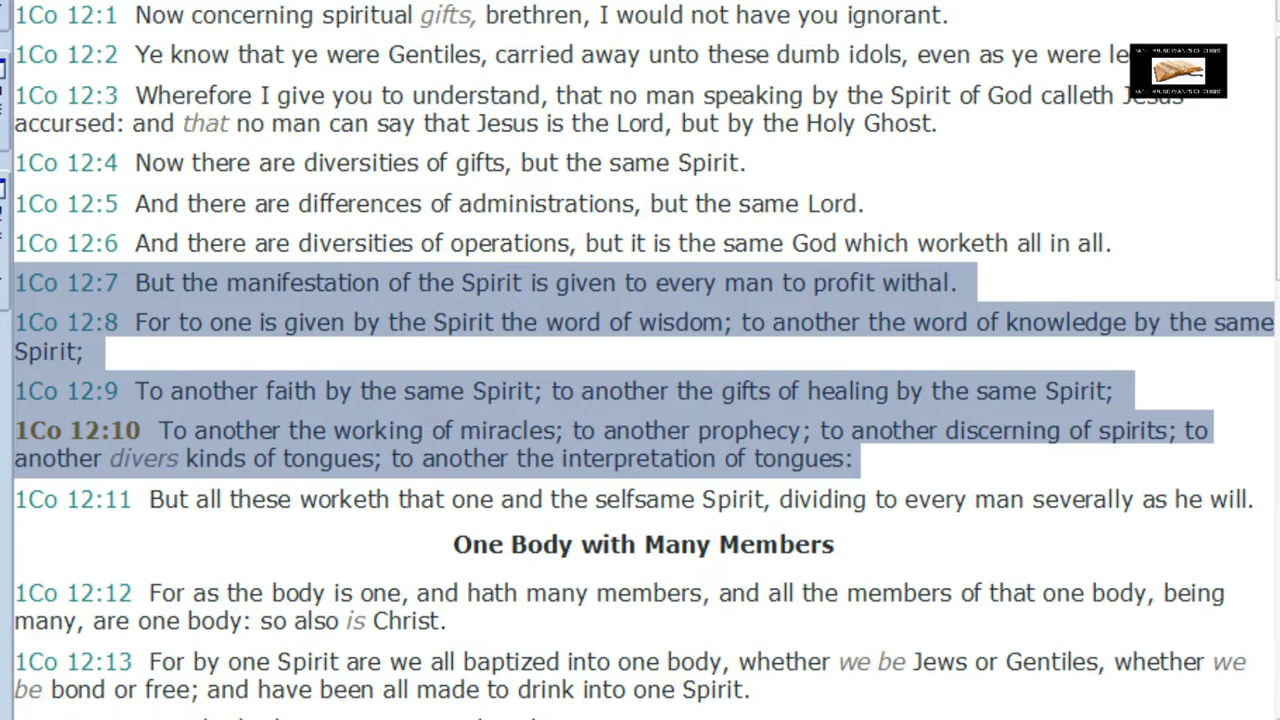 1Co 12:1 Now concerning spiritual gifts, brethren, I would not have you ignorant.
1Co 12:2 Ye know that ye were Gentiles, carried away unto these dumb idols, even as ye were
1Co 12:3 Wherefore I give you to understand, that no man speaking by the Spirit of God calleth Jesus
accursed: and that no man can say that Jesus is the Lord, but by the Holy Ghost.
1Co 12:4 Now there are diversities of gifts, but the same Spirit.
1Co 12:5 And there are differences of administrations, but the same Lord.
1Co 12:6 And there are diversities of operations, but it is the same God which worketh all in all.
1Co 12:7 But the manifestation of the Spirit is given to every man to profit withal.
1Co 12:8 For to one is given by the Spirit the word of wisdom; to another the word of knowledge by the same
Spirit;
1Co 12:9 To another faith by the same Spirit; to another the gifts of healing by the same Spirit;
1Co 12:10 To another the working of miracles; to another prophecy; to another discerning of spirits; to
another divers kinds of tongues; to another the interpretation of tongues:
1Co 12:11 But all these worketh that one and the selfsame Spirit, dividing to every man severally as he will.
One Body with Many Members
1Co 12:12 For as the body is one, and hath many members, and all the members of that one body, being
many, are one body: so also is Christ.
1Co 12:13 For by one Spirit are we all baptized into one body, whether we be Jews or Gentiles, whether we
be bond or free; and have been all made to drink into one Spirit.